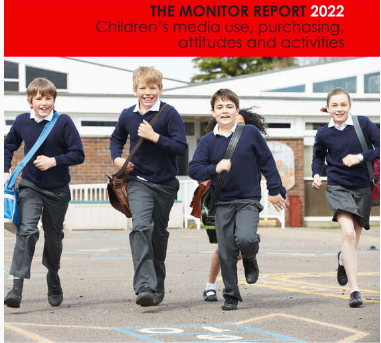 THE MONITOR REPORT 2022
Children's media use, purchasing,
attitudes and activities